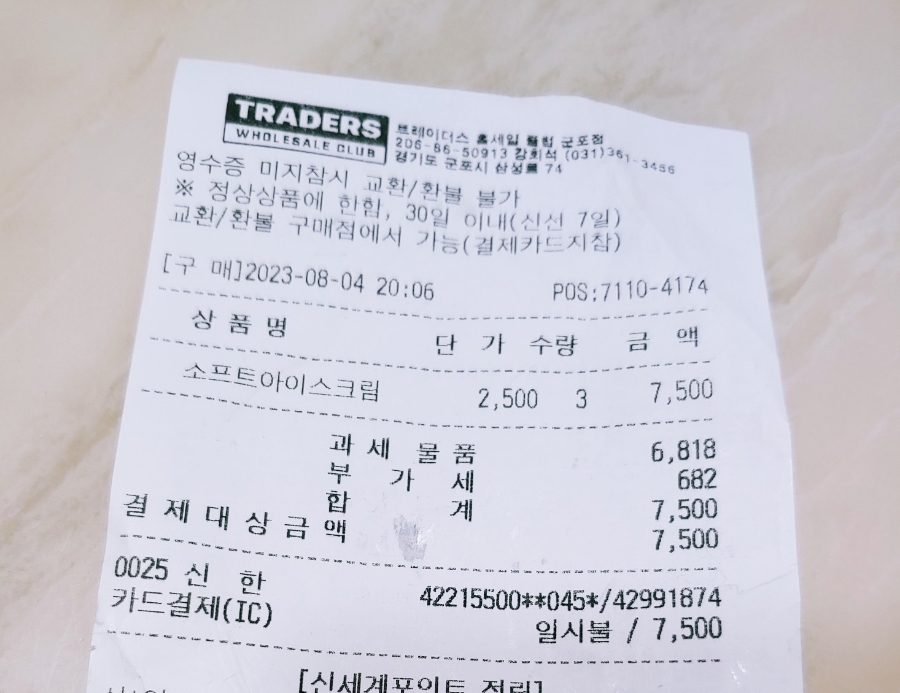 TRADERS
WHOLESALE CLUB
트레이더스 홀세일 클럽 군포점
206-86-50913 강희석 (031)361-3456
경기도 군포시 삼성로 74
영수증 미지참시 교환/환불 불가
※ 정상상품에 한함, 30일 이내(신선 7일)
교환/환불 구매점에서 가능(결제카드지참)
[구 매]2023-08-04 20:06 POS:7110-4174
상 품 명 단 가 수량 금 액
소프트아이스크림 2,500 3 7,500
과 세 물 품 6,818
부 가 세 682
합 계 7,500
결 제 대 상 금 액 7,500
0025 신 한 42215500**045*/42991874
카드결제(IC) 일시불 / 7,500
[신세계포인트 적립]